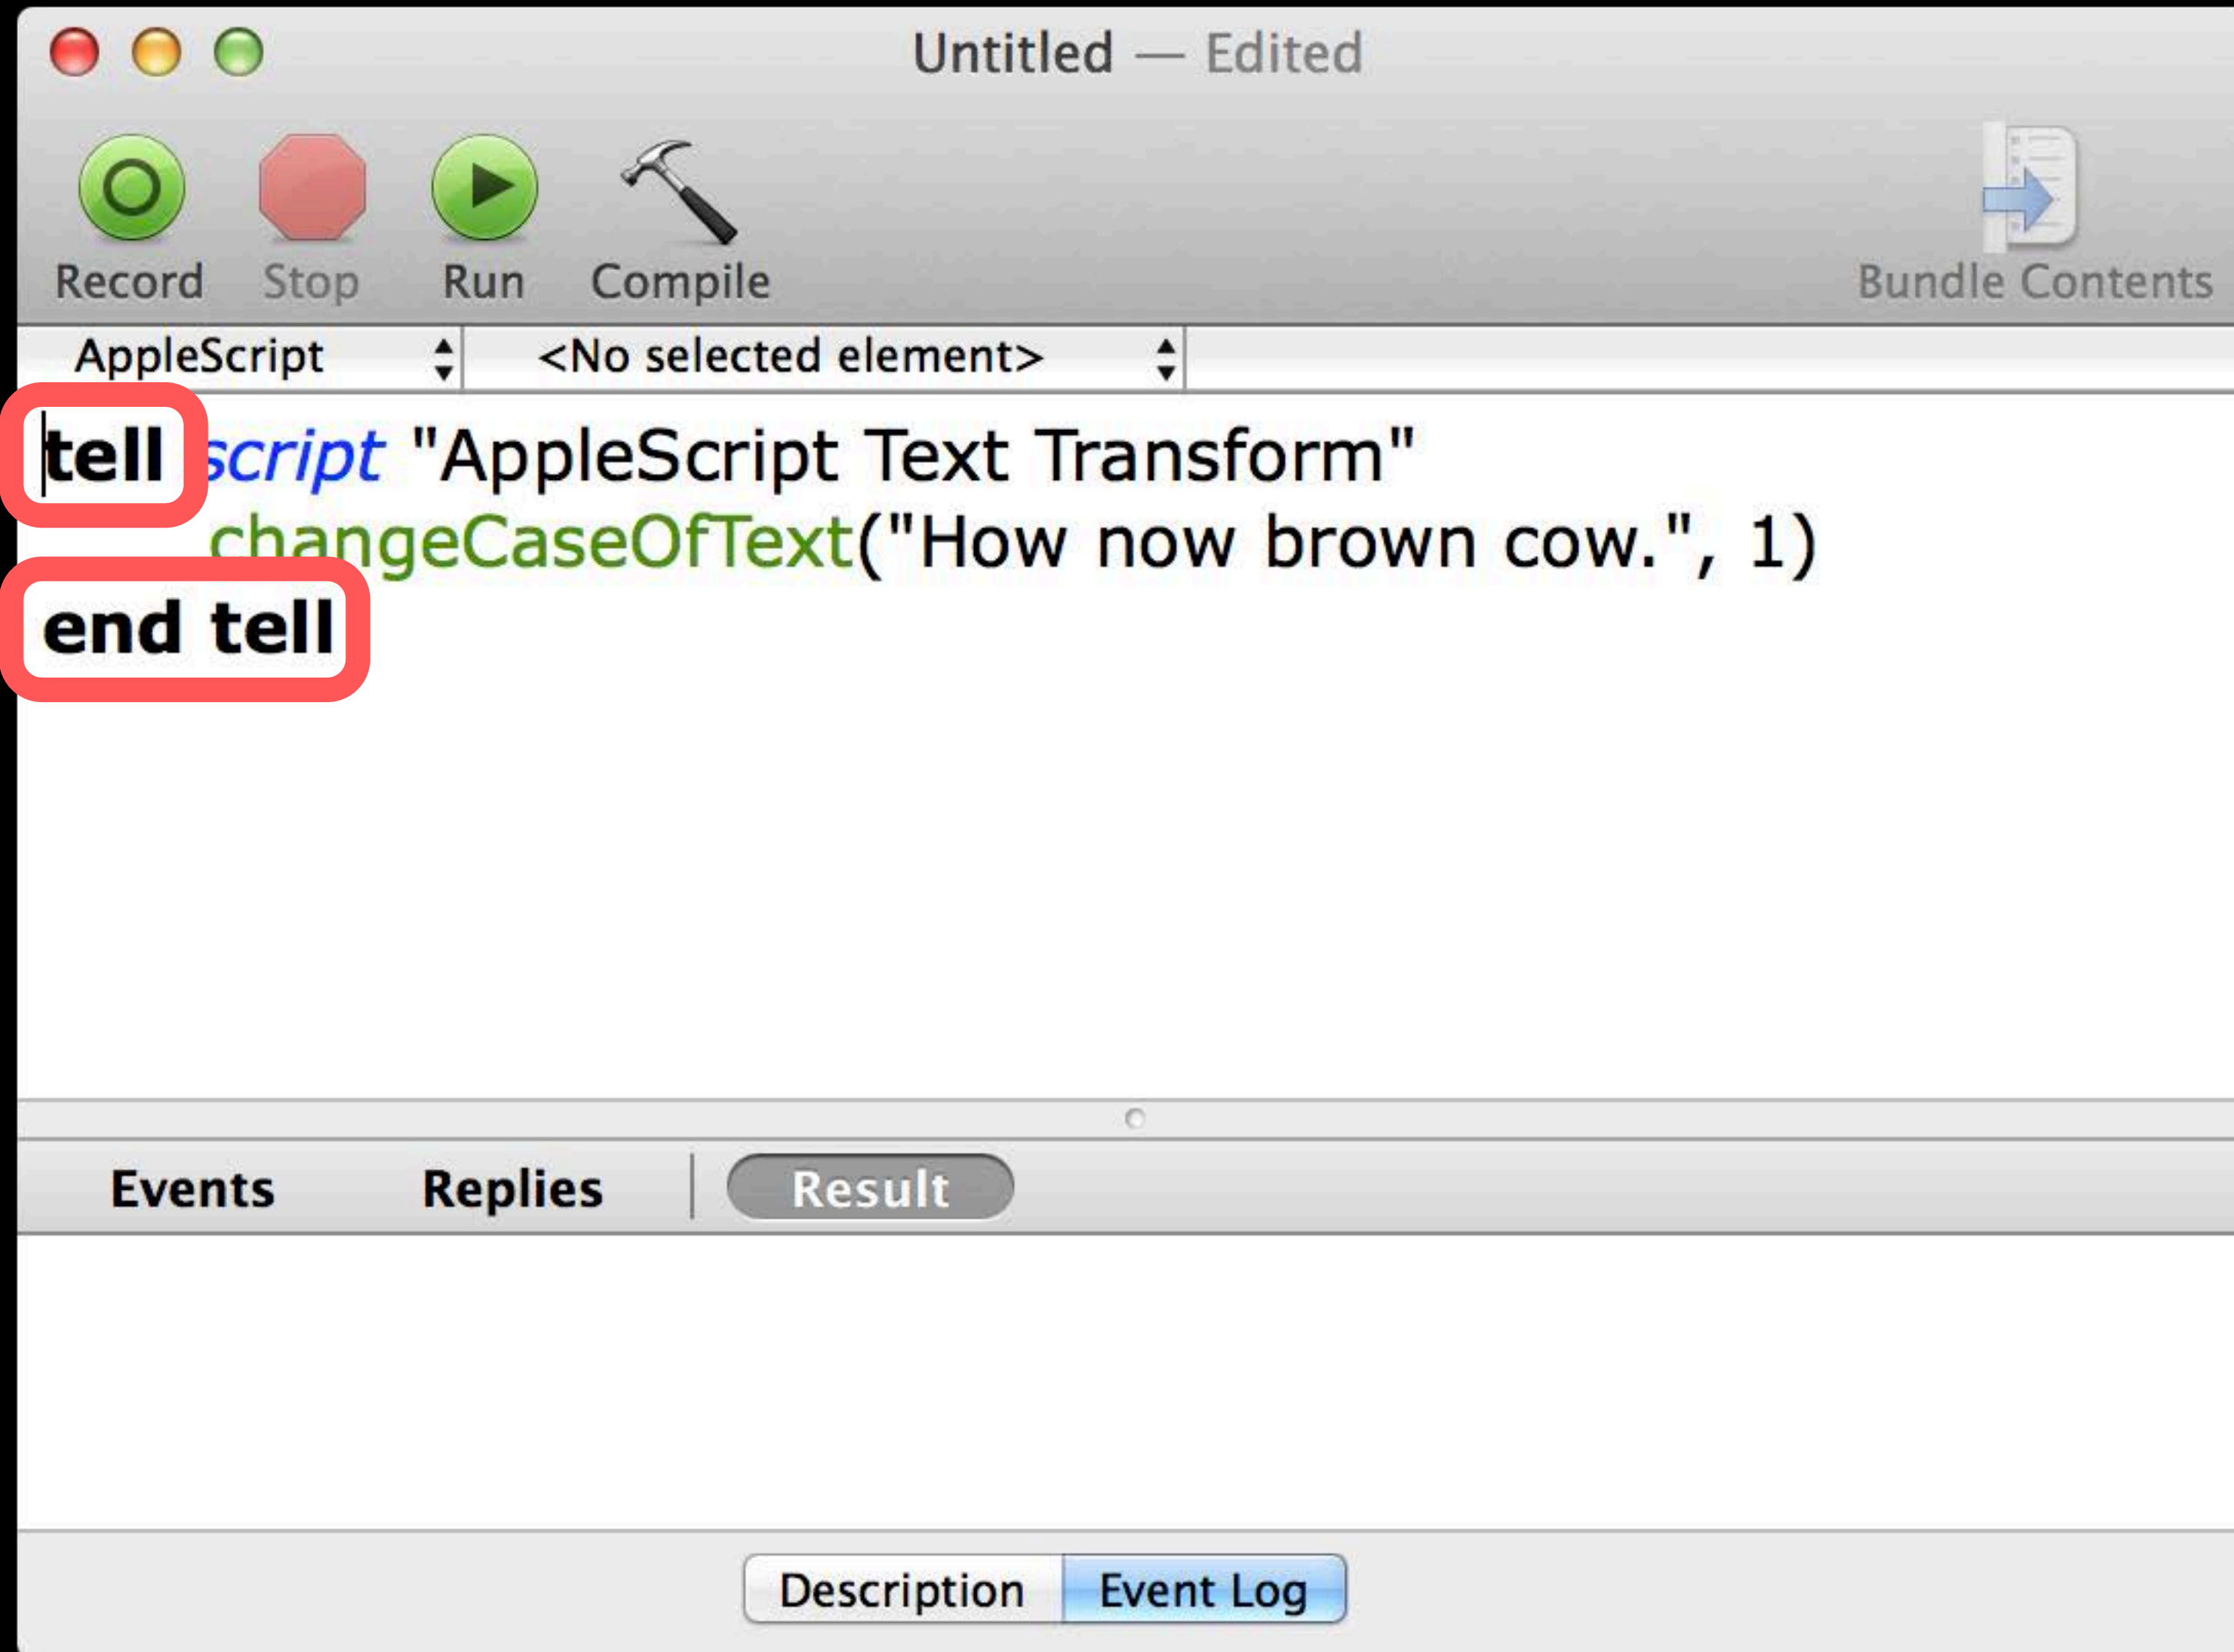 Untitled — Edited
Record Stop Run Compile Bundle Contents
AppleScript <No selected element>
tell script "AppleScript Text Transform"
changeCaseOfText("How now brown cow.", 1)
end tell
Events Replies Result
Description Event Log